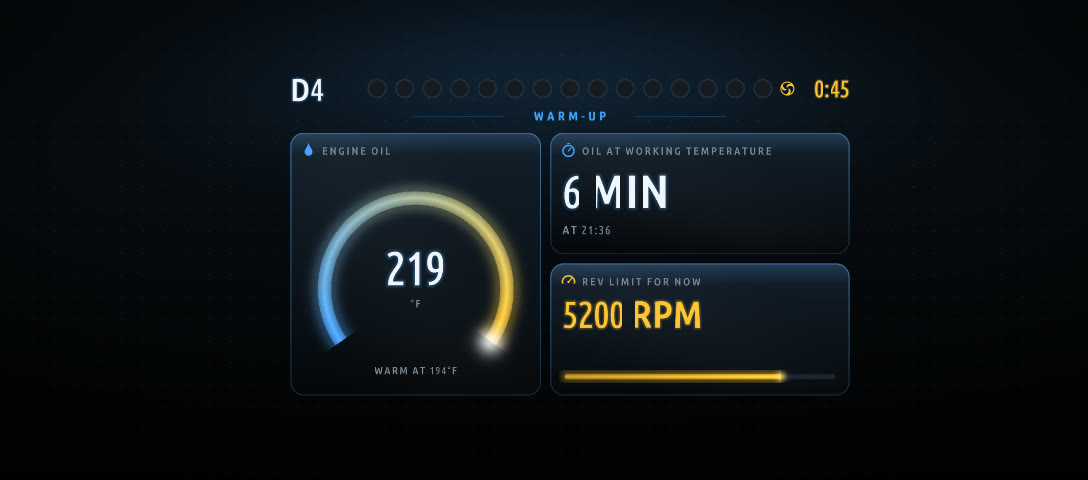 D4 0:45
WARM-UP
ENGINE OIL
219
°F
WARM AT 194°F
OIL AT WORKING TEMPERATURE
6 MIN
AT 21:36
REV LIMIT FOR NOW
5200 RPM